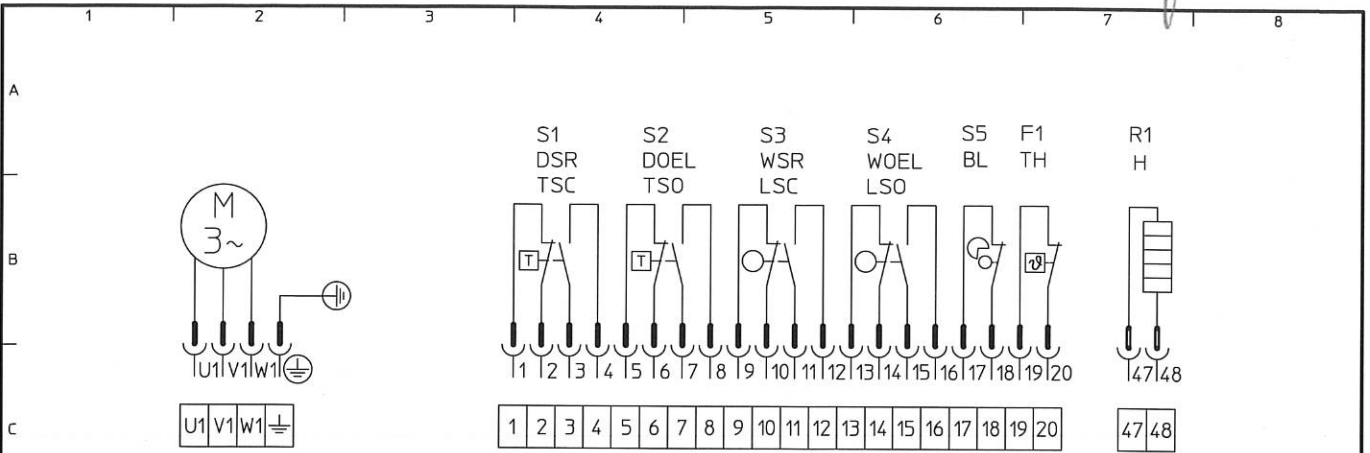 1 2 3 4 5 6 7 8
A
S1 S2 S3 S4 S5 F1 R1
DSR DOEL WSR WOEL BL TH H
TSC TSO LSC LSO
M
3~
B
T T ϑ
U1 V1 W1 1 2 3 4 5 6 7 8 9 10 11 12 13 14 15 16 17 18 19 20 47 48
C
U1 V1 W1 1 2 3 4 5 6 7 8 9 10 11 12 13 14 15 16 17 18 19 20 47 48